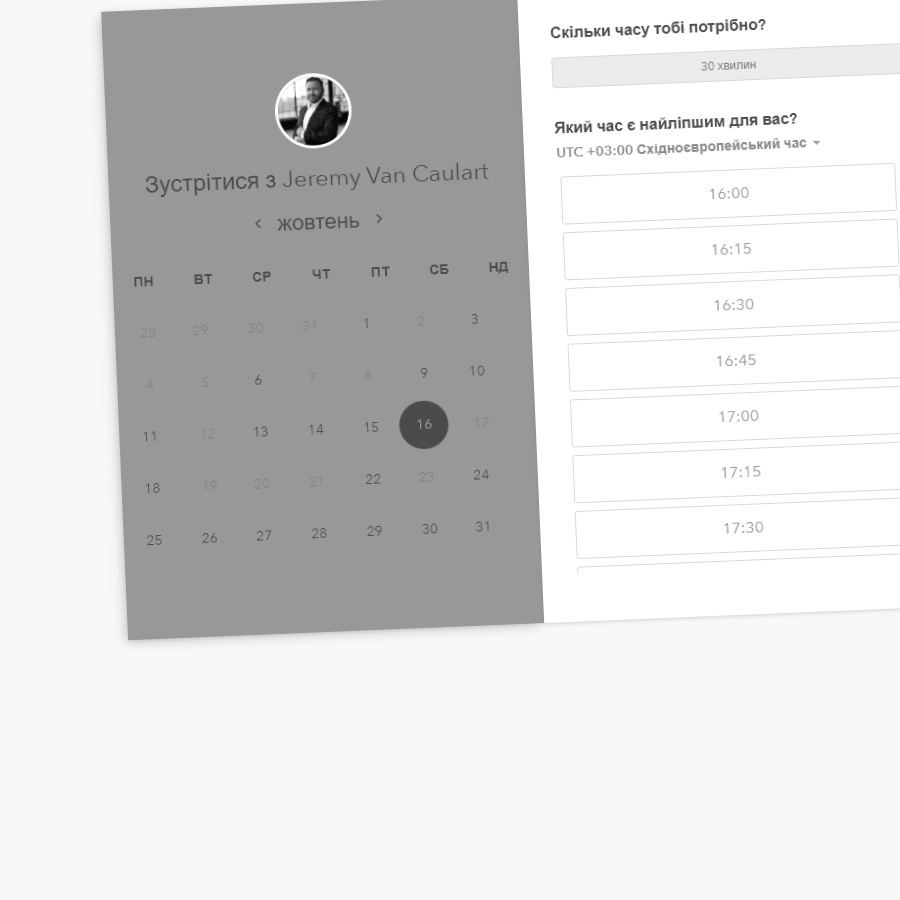 Зустрітися з Jeremy Van Caulart
жовтень
ПН ВТ СР ЧТ ПТ СБ НД
28 29 30 31 1 2 3
4 5 6 7 8 9 10
11 12 13 14 15 16 17
18 19 20 21 22 23 24
25 26 27 28 29 30 31
Скільки часу тобі потрібно?
30 хвилин
Який час є найліпшим для вас?
UTC +03:00 Східноєвропейський час
16:00
16:15
16:30
16:45
17:00
17:15
17:30